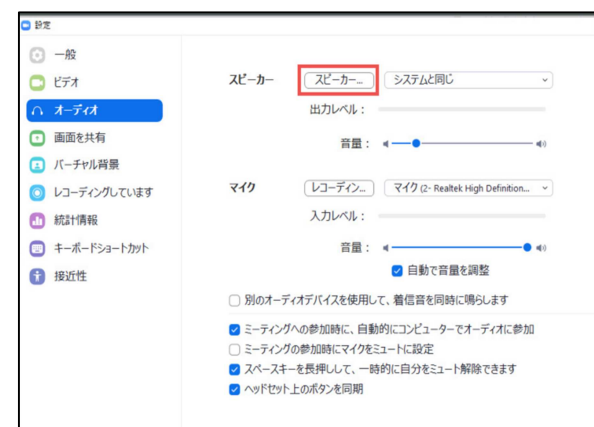 設定
一般
ビデオ
オーディオ
画面を共有
バーチャル背景
レコーディングしています
統計情報
キーボードショートカット
接近性
スピーカー スピーカー... システムと同じ
出力レベル：
音量：
マイク レコーディン... マイク (2- Realtek High Definition...
入力レベル：
音量：
自動で音量を調整
別のオーディオデバイスを使用して、着信音を同時に鳴らします
ミーティングへの参加時に、自動的にコンピューターでオーディオに参加
ミーティングの参加時にマイクをミュートに設定
スペースキーを長押しして、一時的に自分をミュート解除できます
ヘッドセット上のボタンを同期